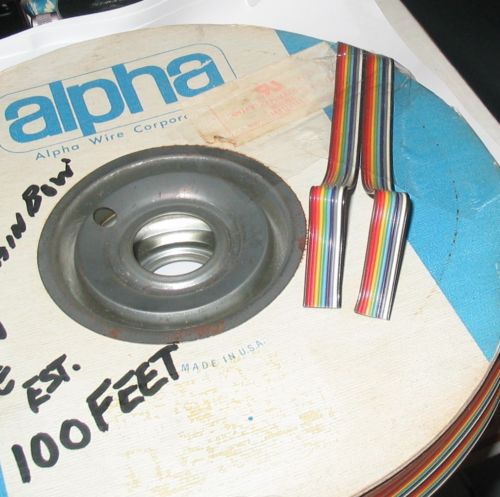 alpha
Alpha Wire Corpor
MADE IN U.S.A.
EST.
100 FEET